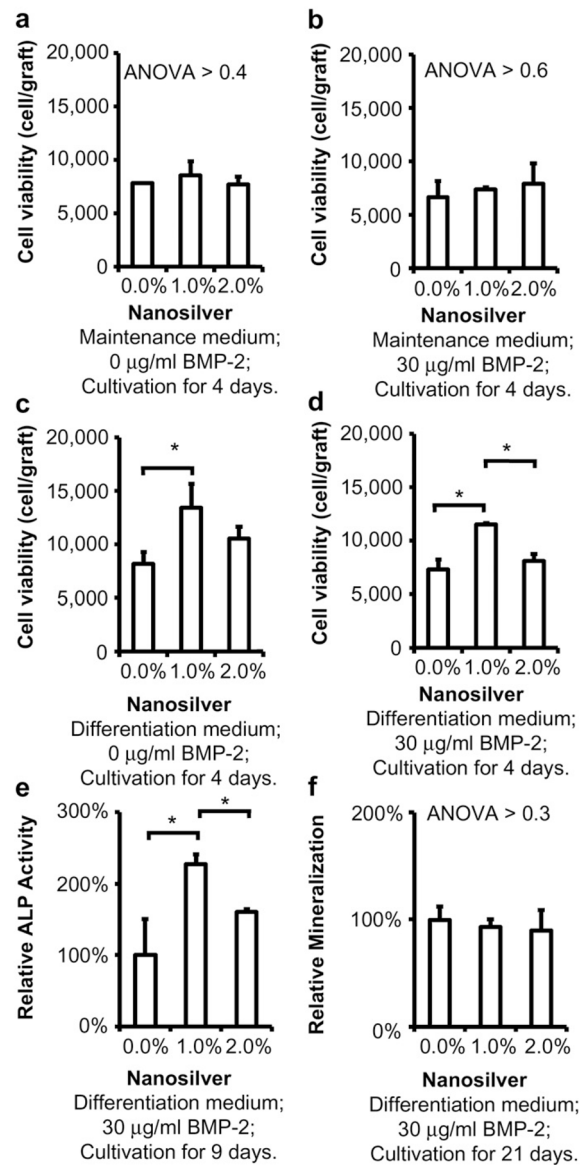 a
Cell viability (cell/graft)
20,000
15,000
10,000
5,000
0
ANOVA > 0.4
0.0% 1.0% 2.0%
Nanosilver
Maintenance medium;
0 μg/ml BMP-2;
Cultivation for 4 days.
b
Cell viability (cell/graft)
20,000
15,000
10,000
5,000
0
ANOVA > 0.6
0.0% 1.0% 2.0%
Nanosilver
Maintenance medium;
30 μg/ml BMP-2;
Cultivation for 4 days.
c
Cell viability (cell/graft)
20,000
15,000
10,000
5,000
0
*
0.0% 1.0% 2.0%
Nanosilver
Differentiation medium;
0 μg/ml BMP-2;
Cultivation for 4 days.
d
Cell viability (cell/graft)
20,000
15,000
10,000
5,000
0
*
*
0.0% 1.0% 2.0%
Nanosilver
Differentiation medium;
30 μg/ml BMP-2;
Cultivation for 4 days.
e
Relative ALP Activity
300%
200%
100%
0%
*
*
0.0% 1.0% 2.0%
Nanosilver
Differentiation medium;
30 μg/ml BMP-2;
Cultivation for 9 days.
f
Relative Mineralization
200%
100%
0%
ANOVA > 0.3
0.0% 1.0% 2.0%
Nanosilver
Differentiation medium;
30 μg/ml BMP-2;
Cultivation for 21 days.